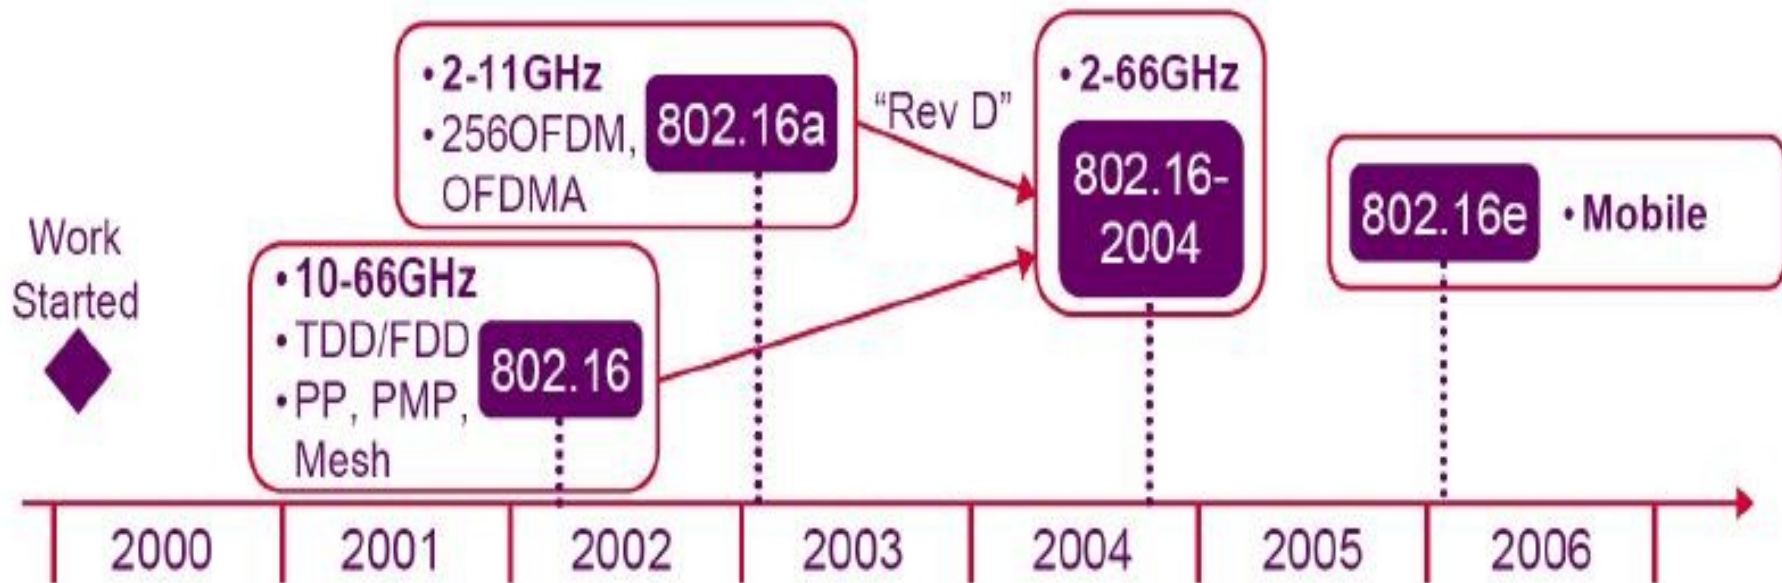 Work
Started
• 10-66GHz
• TDD/FDD
• PP, PMP,
Mesh
802.16
• 2-11GHz
• 256OFDM,
OFDMA
802.16a
“Rev D”
• 2-66GHz
802.16-
2004
802.16e
• Mobile
2000 2001 2002 2003 2004 2005 2006